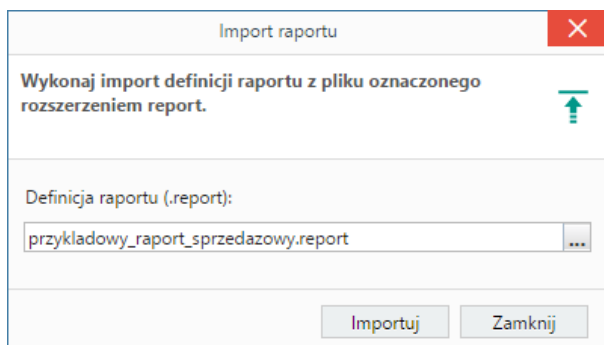 Import raportu
Wykonaj import definicji raportu z pliku oznaczonego
rozszerzeniem report.
Definicja raportu (.report):
przykladowy_raport_sprzedazowy.report
...
Importuj
Zamknij